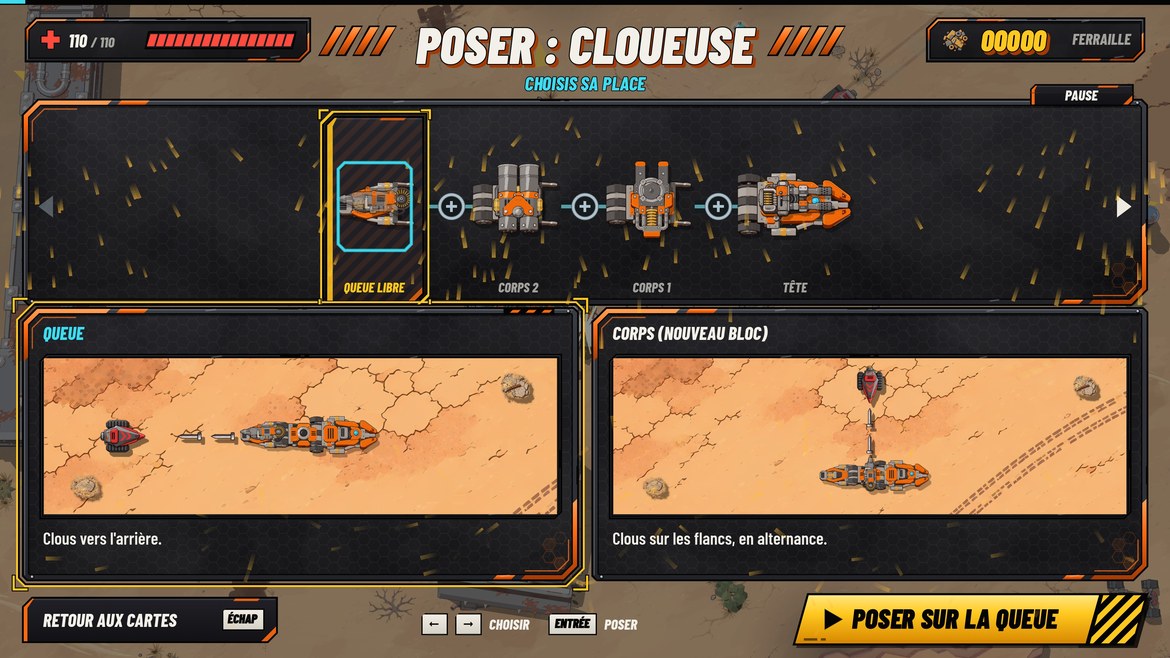 110 / 110
POSER : CLOUEUSE
00000 FERRAILLE
CHOISIS SA PLACE
PAUSE
QUEUE LIBRE
CORPS 2
CORPS 1
TÊTE
QUEUE
Clous vers l'arrière.
CORPS (NOUVEAU BLOC)
Clous sur les flancs, en alternance.
RETOUR AUX CARTES ÉCHAP
← → CHOISIR ENTRÉE POSER
POSER SUR LA QUEUE